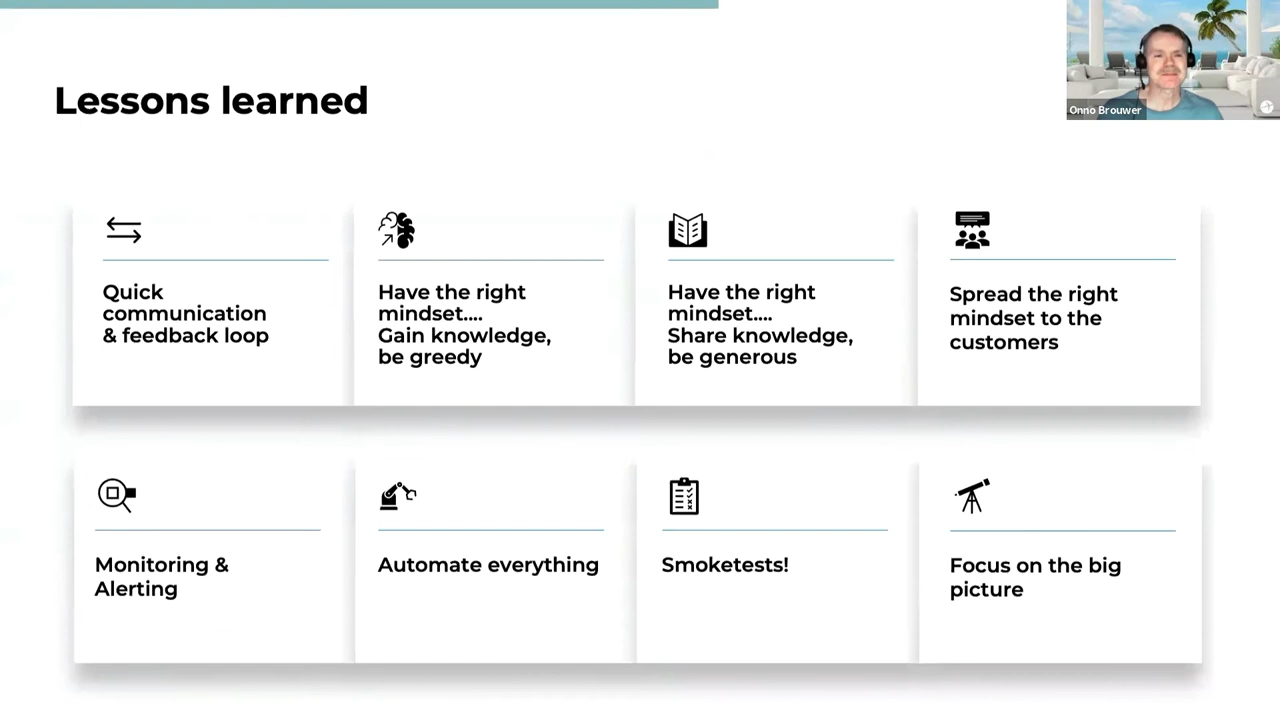 Onno Brouwer
Lessons learned
Quick
communication
& feedback loop
Have the right
mindset....
Gain knowledge,
be greedy
Have the right
mindset....
Share knowledge,
be generous
Spread the right
mindset to the
customers
Monitoring &
Alerting
Automate everything
Smoketests!
Focus on the big
picture